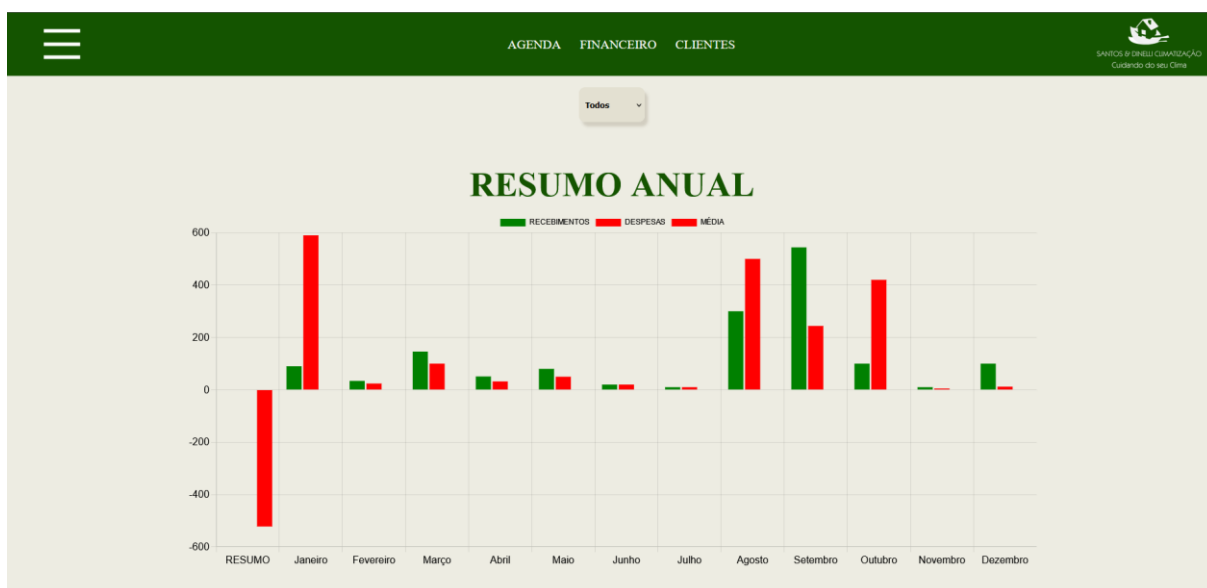 AGENDA FINANCEIRO CLIENTES
SANTOS & DINELLI CLIMATIZAÇÃO
Cuidando do seu Clima
Todos
RESUMO ANUAL
RECEBIMENTOS DESPESAS MÉDIA
600
400
200
0
-200
-400
-600
RESUMO Janeiro Fevereiro Março Abril Maio Junho Julho Agosto Setembro Outubro Novembro Dezembro